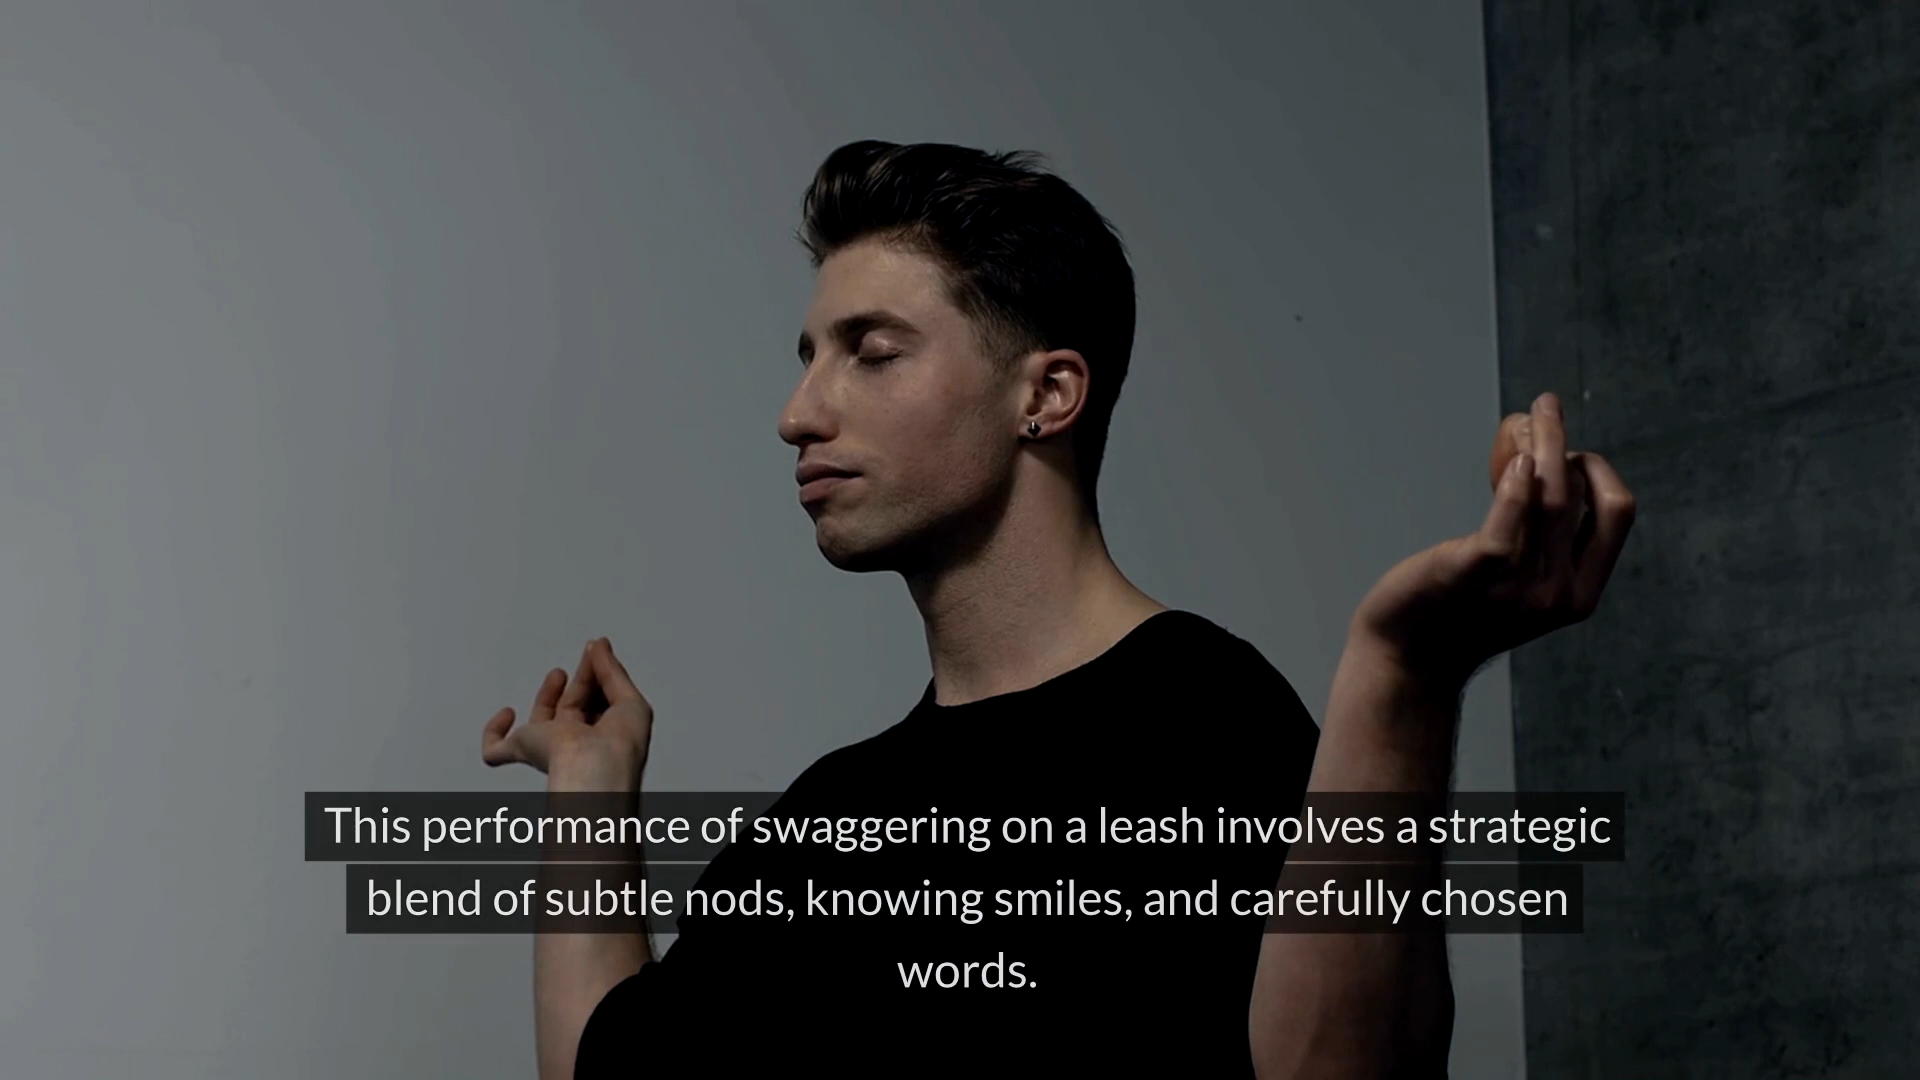 This performance of swaggering on a leash involves a strategic
blend of subtle nods, knowing smiles, and carefully chosen
words.